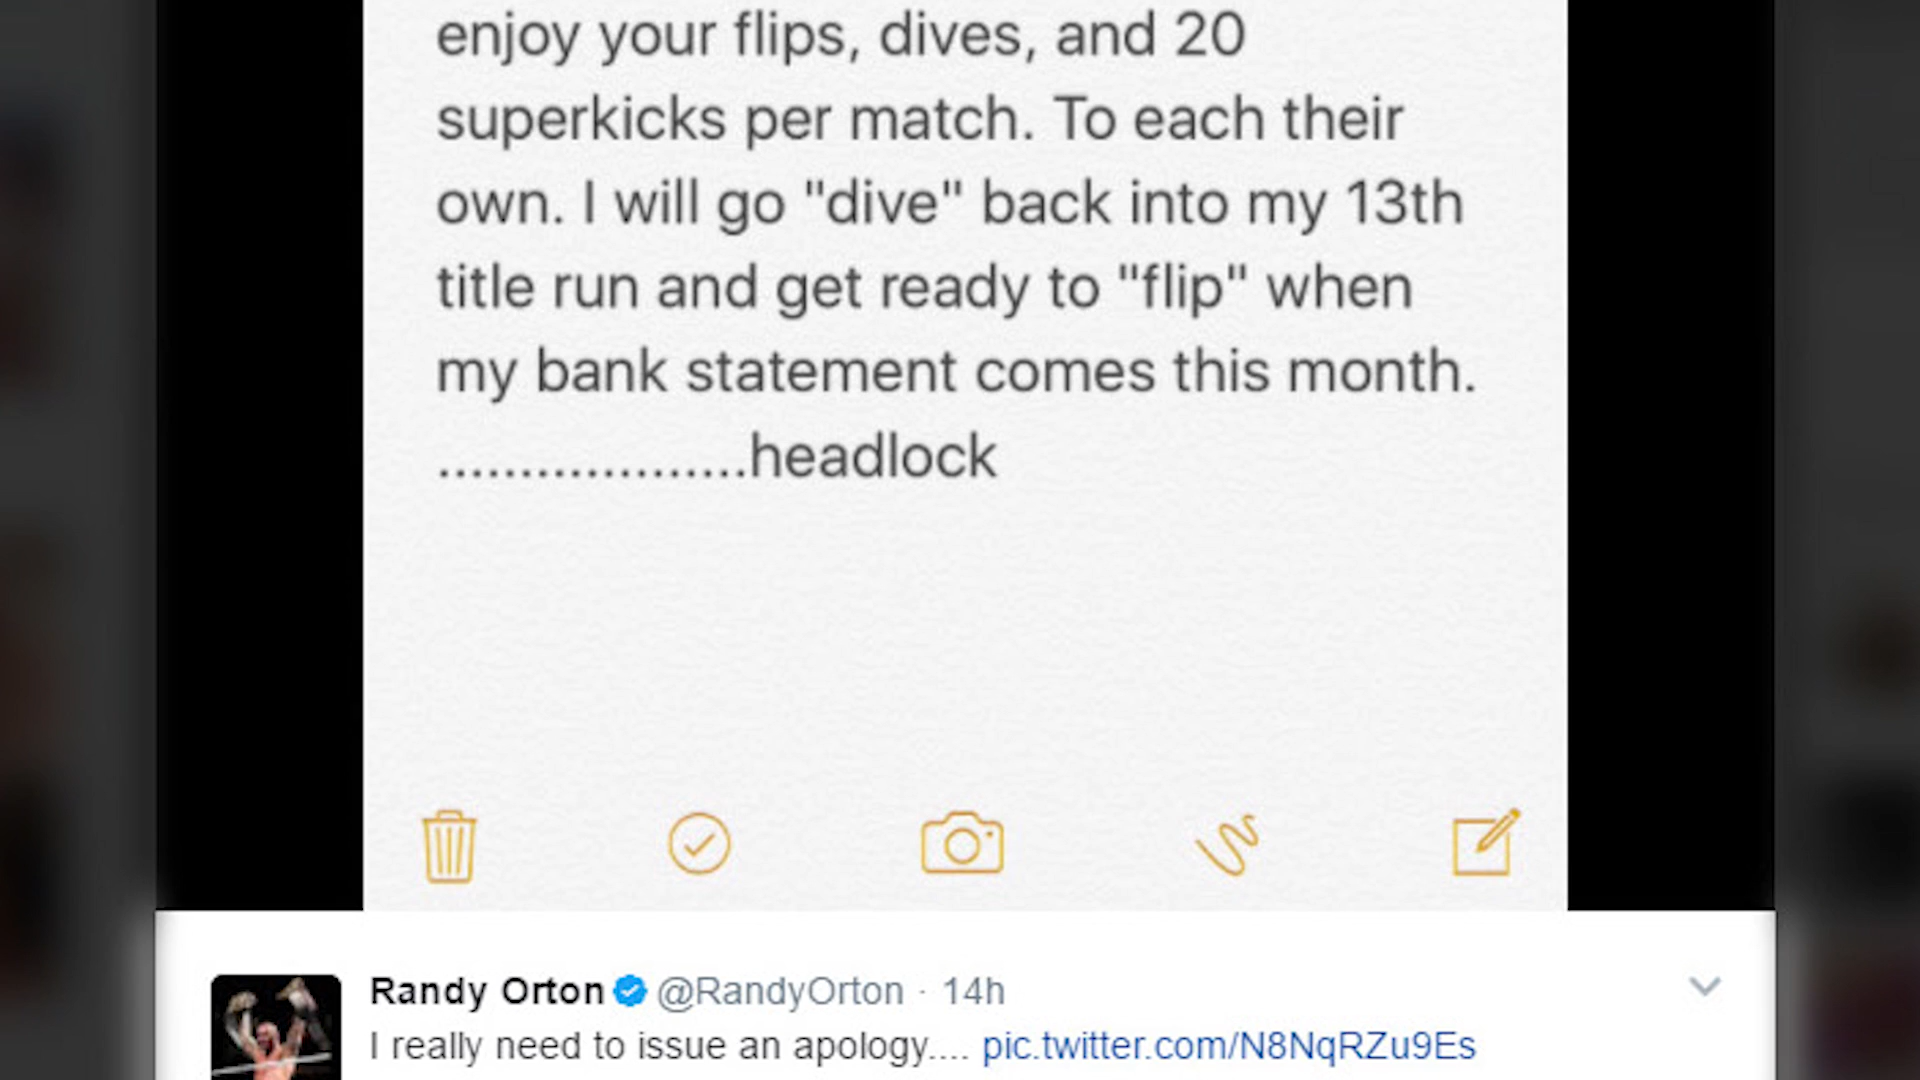 enjoy your flips, dives, and 20
superkicks per match. To each their
own. I will go "dive" back into my 13th
title run and get ready to "flip" when
my bank statement comes this month.
...................headlock
Randy Orton @RandyOrton · 14h
I really need to issue an apology.... pic.twitter.com/N8NqRZu9Es